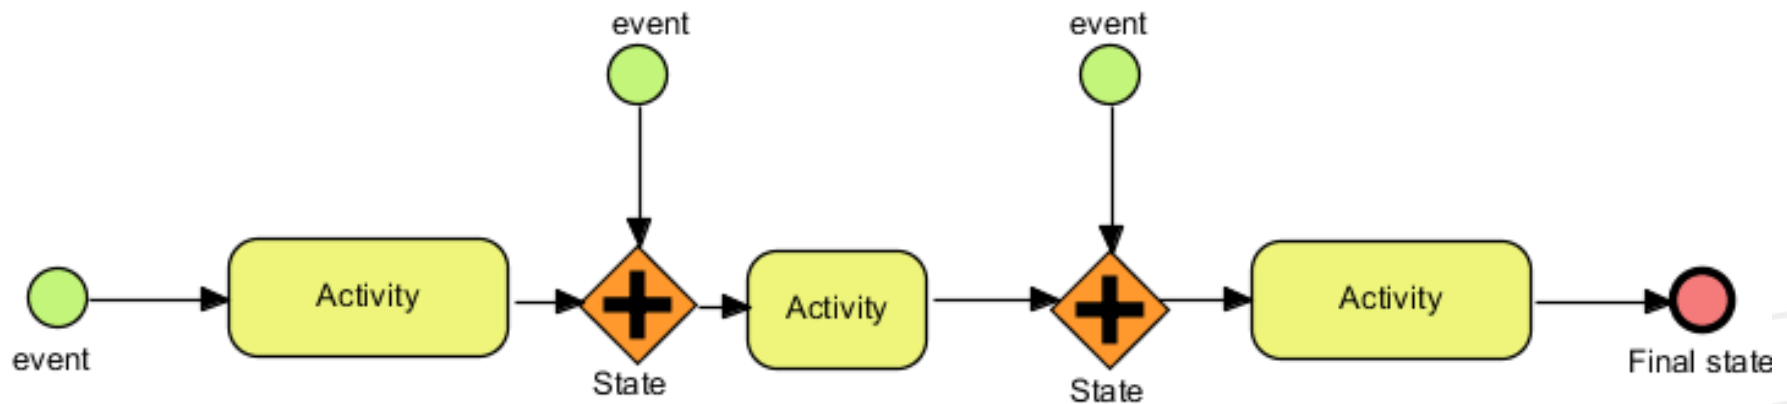 event
event
Activity
Activity
Activity
event
State
State
Final state